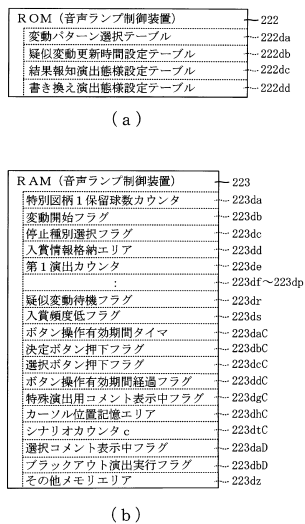 ROM(音声ランプ制御装置) 222
変動パターン選択テーブル 222da
疑似変動更新時間設定テーブル 222db
結果報知演出態様設定テーブル 222dc
書き換え演出態様設定テーブル 222dd
(a)
RAM(音声ランプ制御装置) 223
特別図柄1保留球数カウンタ 223da
変動開始フラグ 223db
停止種別選択フラグ 223dc
入賞情報格納エリア 223dd
第1演出カウンタ 223de
: 223df~223dp
疑似変動待機フラグ 223dr
入賞頻度低フラグ 223ds
ボタン操作有効期間タイマ 223daC
決定ボタン押下フラグ 223dbC
選択ボタン押下フラグ 223dcC
ボタン操作有効期間経過フラグ 223ddC
特殊演出用コメント表示中フラグ 223dgC
カーソル位置記憶エリア 223dhC
シナリオカウンタc 223dtC
選択コメント表示中フラグ 223daD
ブラックアウト演出実行フラグ 223dbD
その他メモリエリア 223dz
(b)